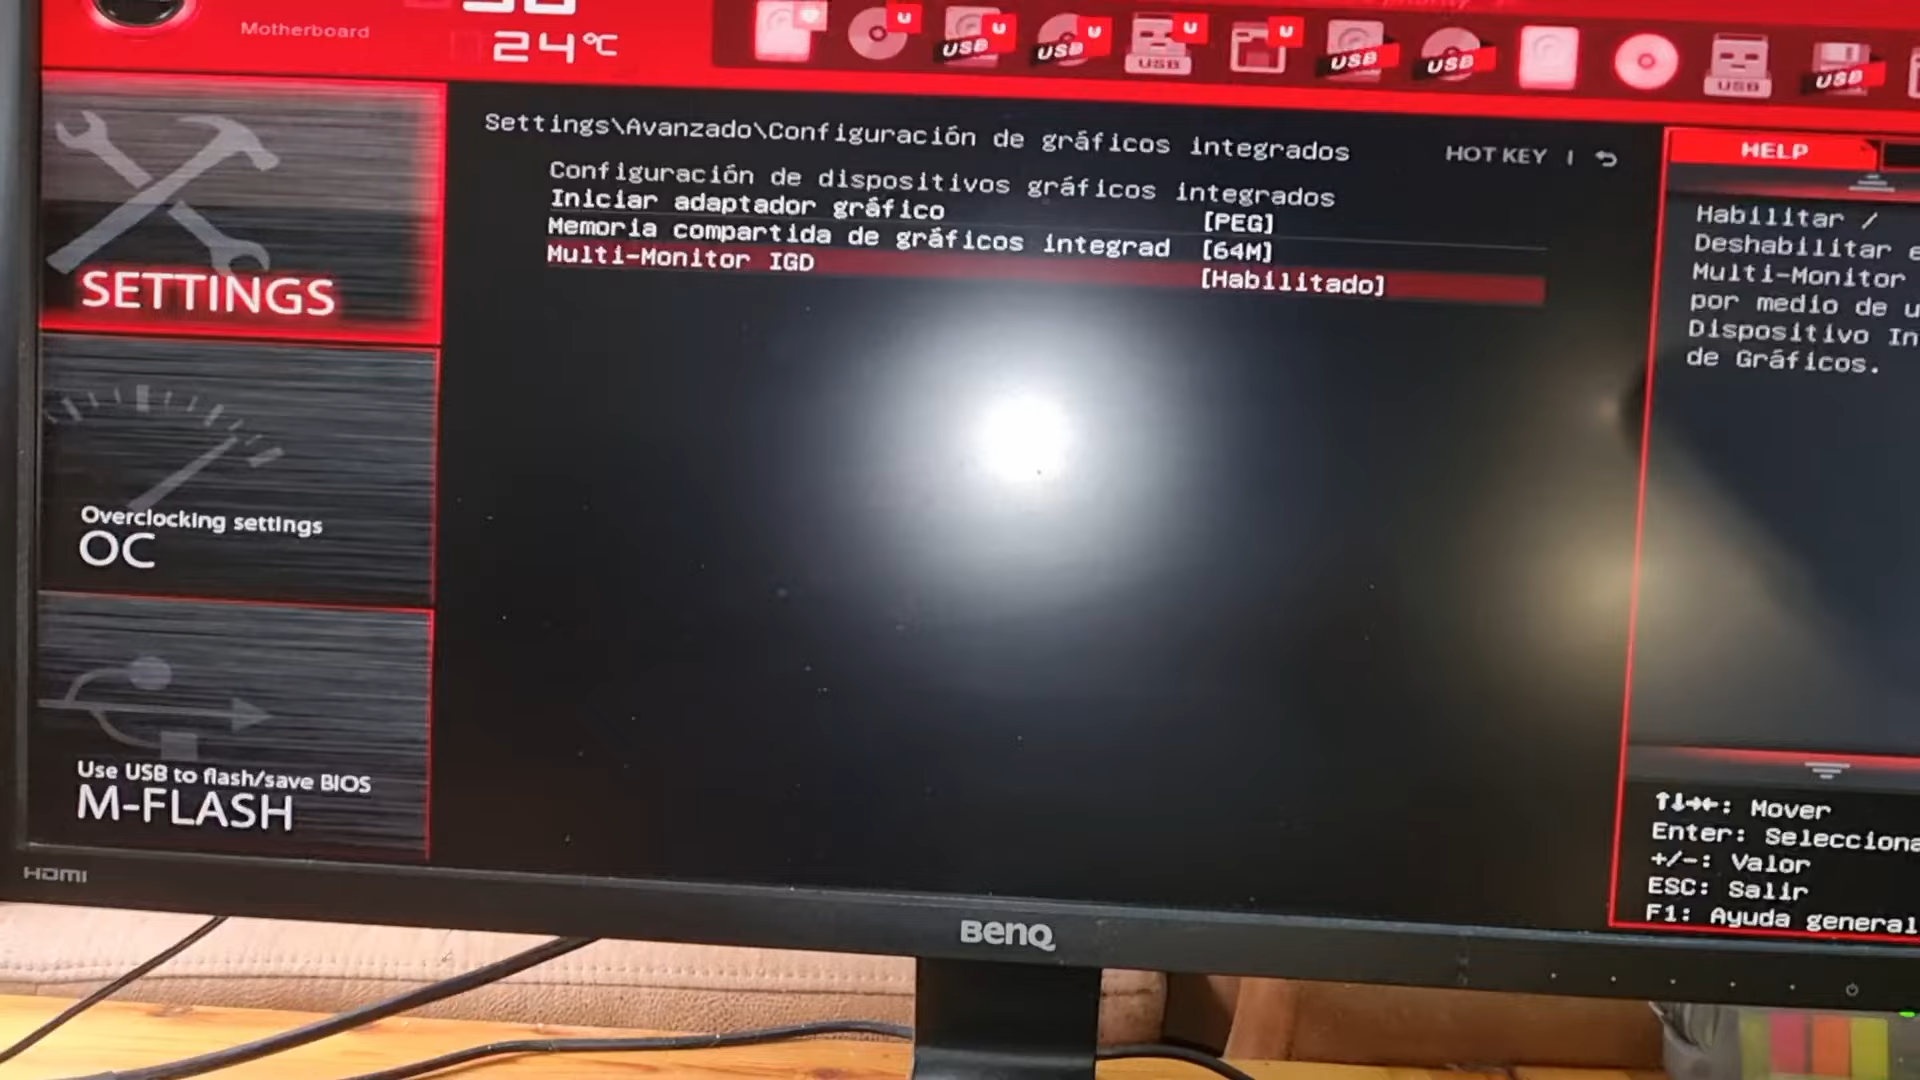 Motherboard
24°C
U
U
USB
U
USB
U
USB
U
USB
USB
USB
USB
Settings\Avanzado\Configuración de gráficos integrados
HOT KEY | 
HELP
Configuración de dispositivos gráficos integrados
Iniciar adaptador gráfico [PEG]
Memoria compartida de gráficos integrad [64M]
Multi-Monitor IGD [Habilitado]
Habilitar /
Deshabilitar
Multi-Monitor
por medio de
Dispositivo
de Gráficos.
SETTINGS
Overclocking settings
OC
Use USB to flash/save BIOS
M-FLASH
↑↓→←: Mover
Enter: Selecciona
+/-: Valor
ESC: Salir
F1: Ayuda general
HDMI
BenQ